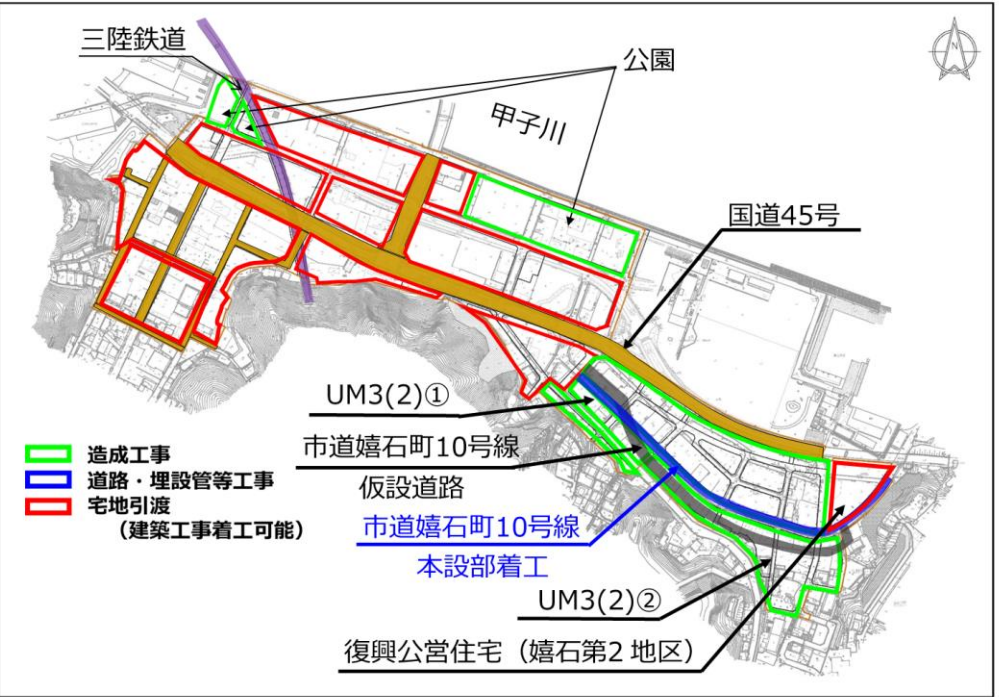 三陸鉄道
公園
N
甲子川
国道45号
UM3(2)①
市道嬉石町10号線
仮設道路
市道嬉石町10号線
本設部着工
UM3(2)②
復興公営住宅（嬉石第2 地区）
造成工事
道路・埋設管等工事
宅地引渡
（建築工事着工可能）